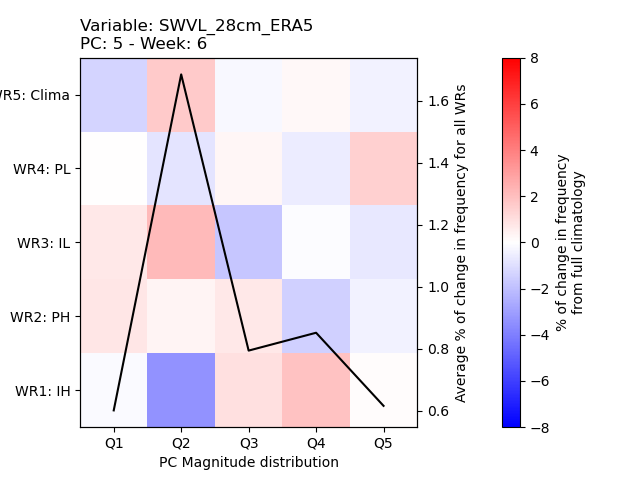 Variable: SWVL_28cm_ERA5
PC: 5 - Week: 6
WR5: Clima
WR4: PL
WR3: IL
WR2: PH
WR1: IH
Q1 Q2 Q3 Q4 Q5
PC Magnitude distribution
1.6
1.4
1.2
1.0
0.8
0.6
Average % of change in frequency for all WRs
8
6
4
2
0
−2
−4
−6
−8
% of change in frequency
from full climatology